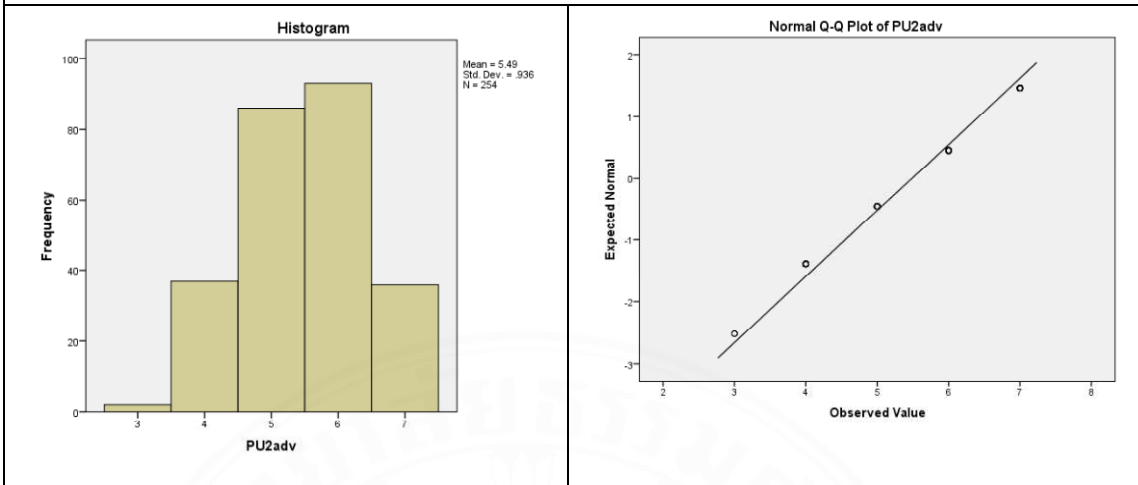 Histogram
Mean = 5.49
Std. Dev. = .936
N = 254
100
80
60
40
20
0
Frequency
3 4 5 6 7
PU2adv
Normal Q-Q Plot of PU2adv
2
1
0
-1
-2
-3
Expected Normal
2 3 4 5 6 7 8
Observed Value